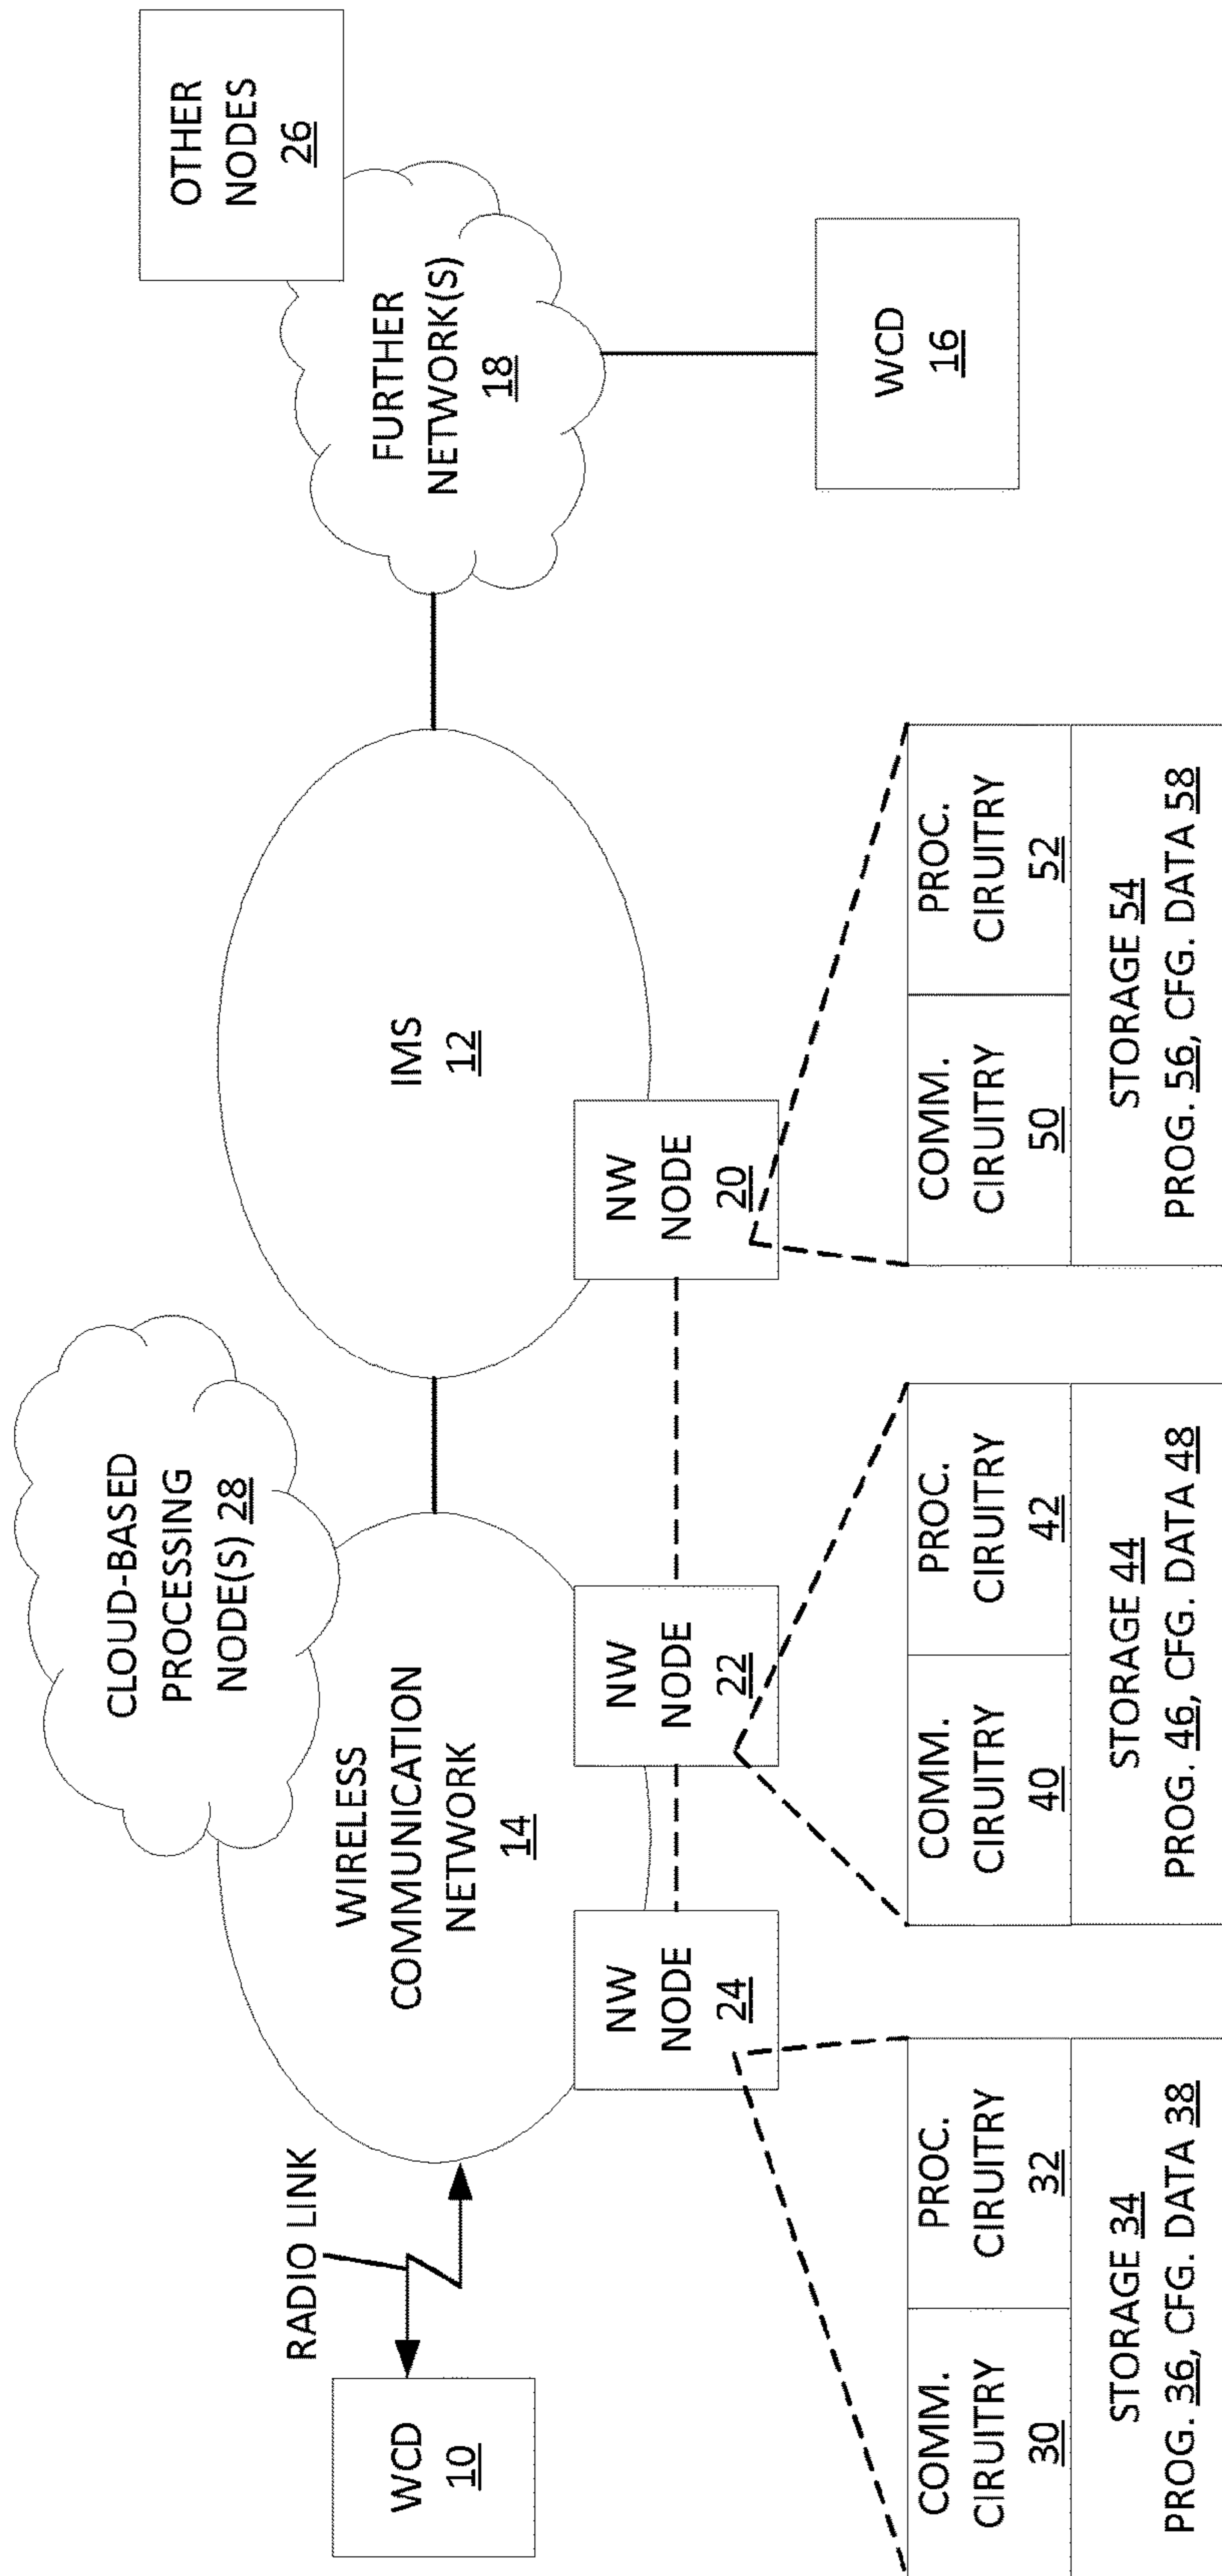 CLOUD-BASED
PROCESSING
NODE(S) 28
OTHER
NODES
26
RADIO LINK
WCD
10
WIRELESS
COMMUNICATION
NETWORK
14
IMS
12
FURTHER
NETWORK(S)
18
NW
NODE
24
NW
NODE
22
NW
NODE
20
WCD
16
COMM.
CIRUITRY
30
PROC.
CIRUITRY
32
STORAGE 34
PROG. 36, CFG. DATA 38
COMM.
CIRUITRY
40
PROC.
CIRUITRY
42
STORAGE 44
PROG. 46, CFG. DATA 48
COMM.
CIRUITRY
50
PROC.
CIRUITRY
52
STORAGE 54
PROG. 56, CFG. DATA 58